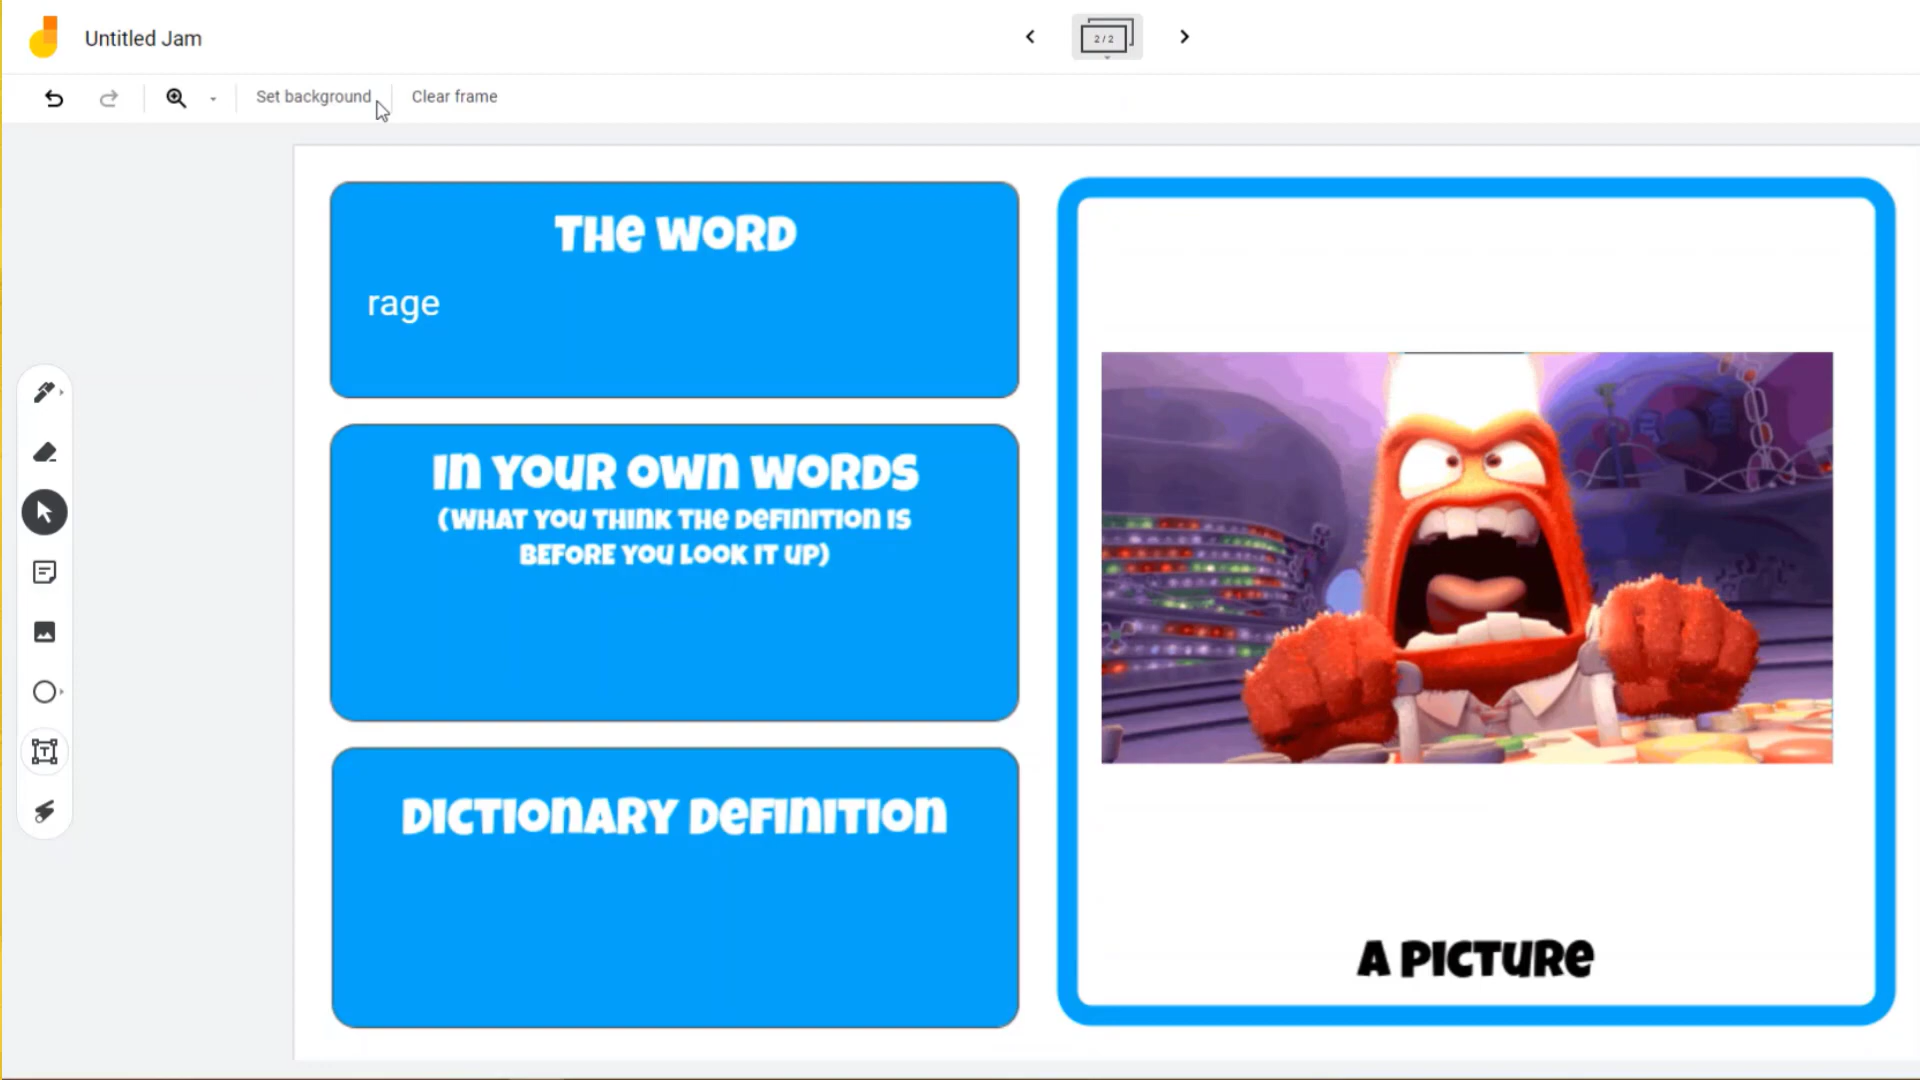 Untitled Jam
2/2
Set background
Clear frame
THE WORD
rage
IN YOUR OWN WORDS
(WHAT YOU THINK THE DEFINITION IS
BEFORE YOU LOOK IT UP)
DICTIONARY DEFINITION
A PICTURE